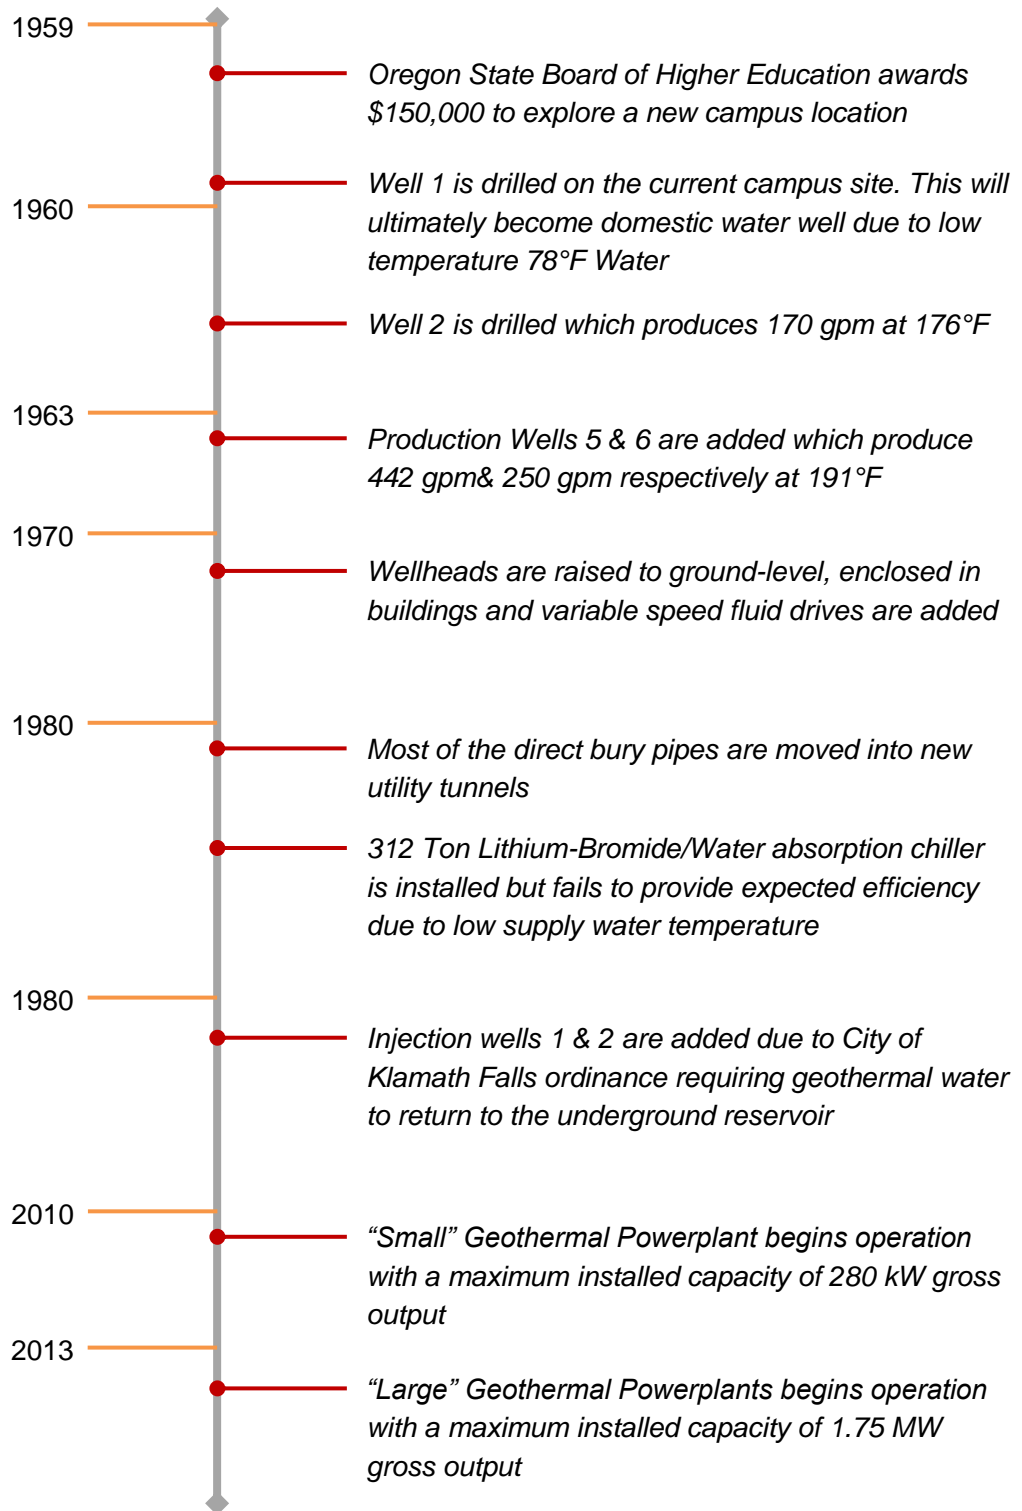 1959
Oregon State Board of Higher Education awards
$150,000 to explore a new campus location
Well 1 is drilled on the current campus site. This will
1960
ultimately become domestic water well due to low
temperature 78°F Water
Well 2 is drilled which produces 170 gpm at 176°F
1963
Production Wells 5 & 6 are added which produce
442 gpm& 250 gpm respectively at 191°F
1970
Wellheads are raised to ground-level, enclosed in
buildings and variable speed fluid drives are added
1980
Most of the direct bury pipes are moved into new
utility tunnels
312 Ton Lithium-Bromide/Water absorption chiller
is installed but fails to provide expected efficiency
due to low supply water temperature
1980
Injection wells 1 & 2 are added due to City of
Klamath Falls ordinance requiring geothermal water
to return to the underground reservoir
2010
“Small” Geothermal Powerplant begins operation
with a maximum installed capacity of 280 kW gross
output
2013
“Large” Geothermal Powerplants begins operation
with a maximum installed capacity of 1.75 MW
gross output